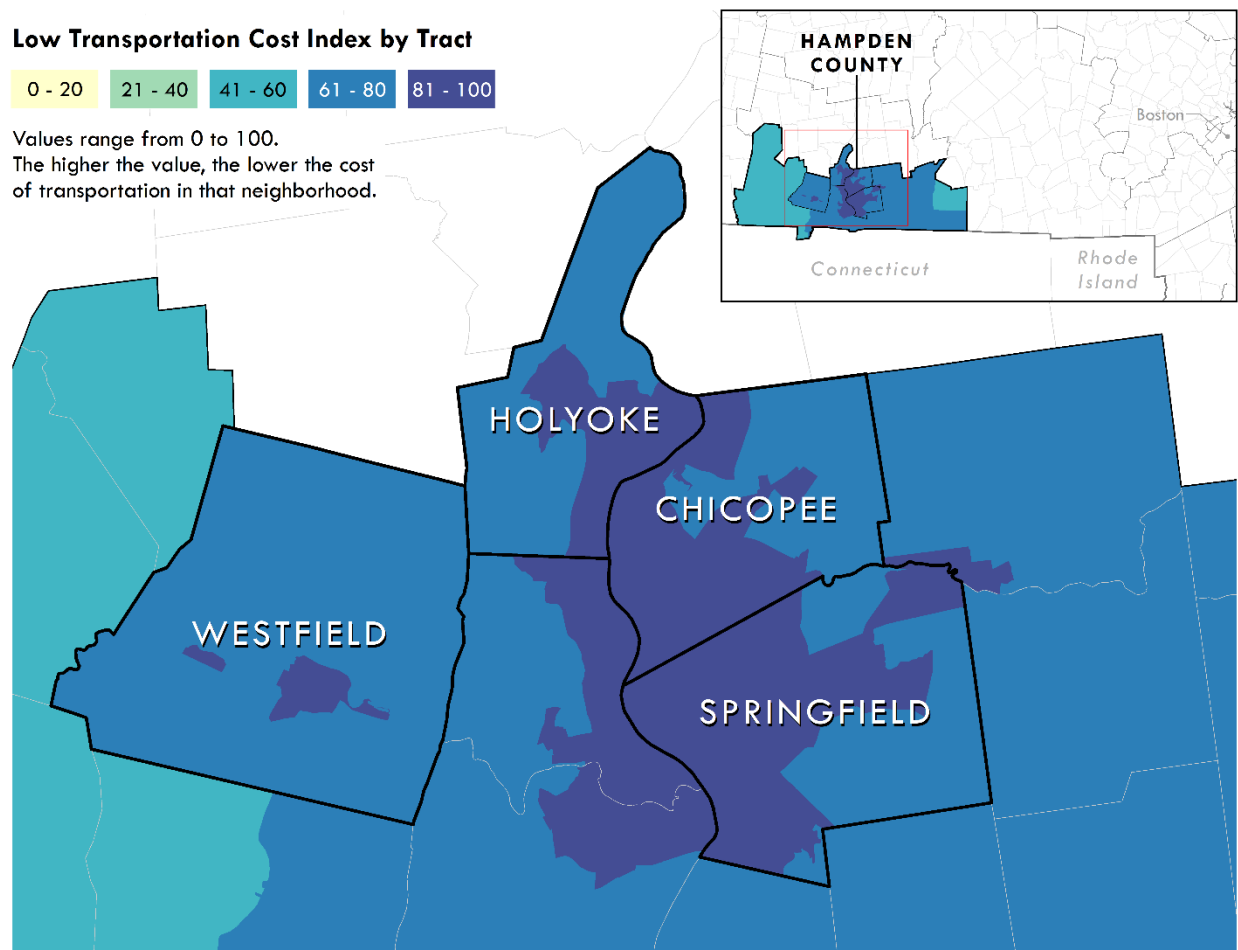 Low Transportation Cost Index by Tract
0 - 20
21 - 40
41 - 60
61 - 80
81 - 100
Values range from 0 to 100.
The higher the value, the lower the cost
of transportation in that neighborhood.
HAMPDEN
COUNTY
Boston
Connecticut
Rhode
Island
HOLYOKE
CHICOPEE
WESTFIELD
SPRINGFIELD